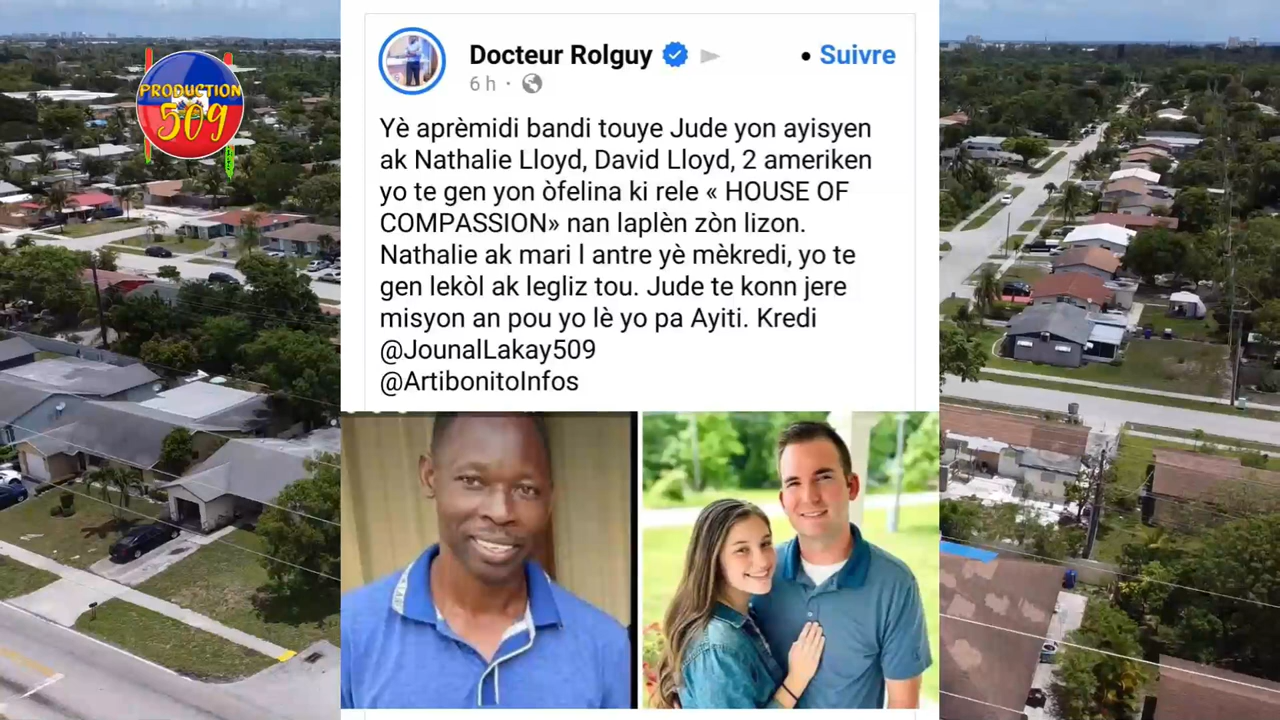 PRODUCTION
509
Docteur Rolguy
• Suivre
6 h ·
Yè aprèmidi bandi touye Jude yon ayisyen
ak Nathalie Lloyd, David Lloyd, 2 ameriken
yo te gen yon òfelina ki rele « HOUSE OF
COMPASSION» nan laplèn zòn lizon.
Nathalie ak mari l antre yè mèkredi, yo te
gen lekòl ak legliz tou. Jude te konn jere
misyon an pou yo lè yo pa Ayiti. Kredi
@JounalLakay509
@ArtibonitoInfos